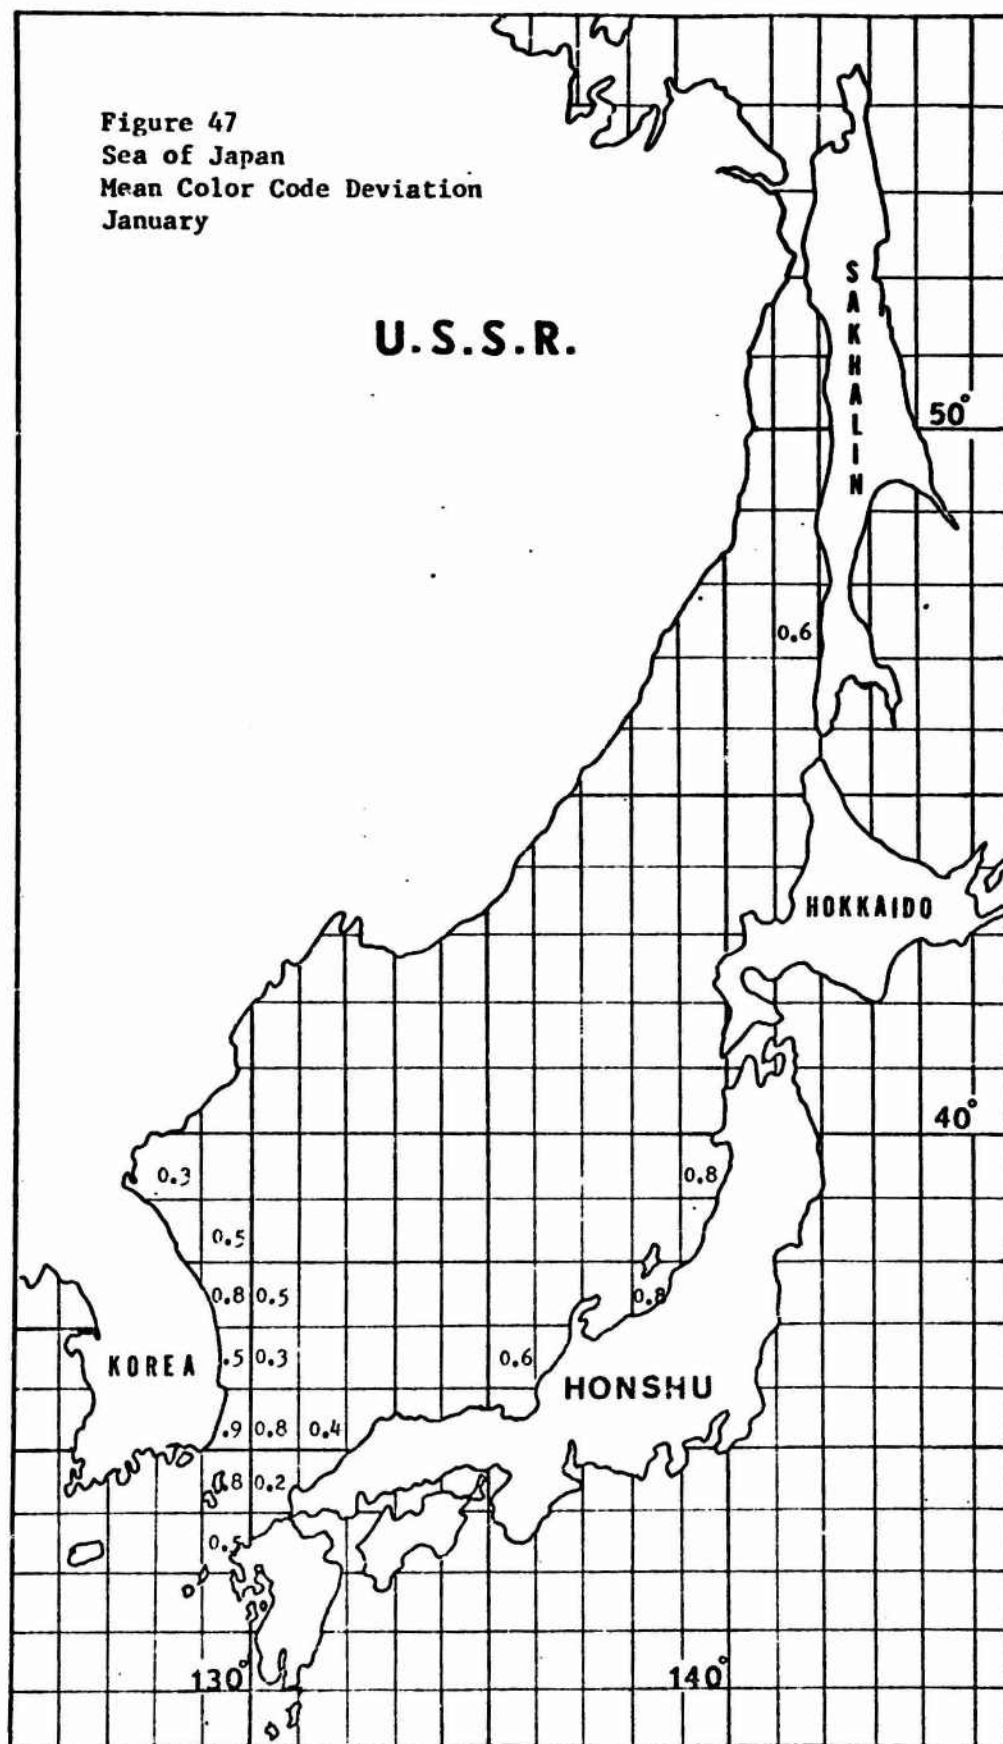 Figure 47
Sea of Japan
Mean Color Code Deviation
January
U.S.S.R.
SAKHALIN
50°
0.6
HOKKAIDO
40°
0.3
0.8
0.5
0.8 0.5
0.8
KOREA
.5 0.3
0.6
HONSHU
.9 0.8 0.4
.8 0.2
0.5
130°
140°